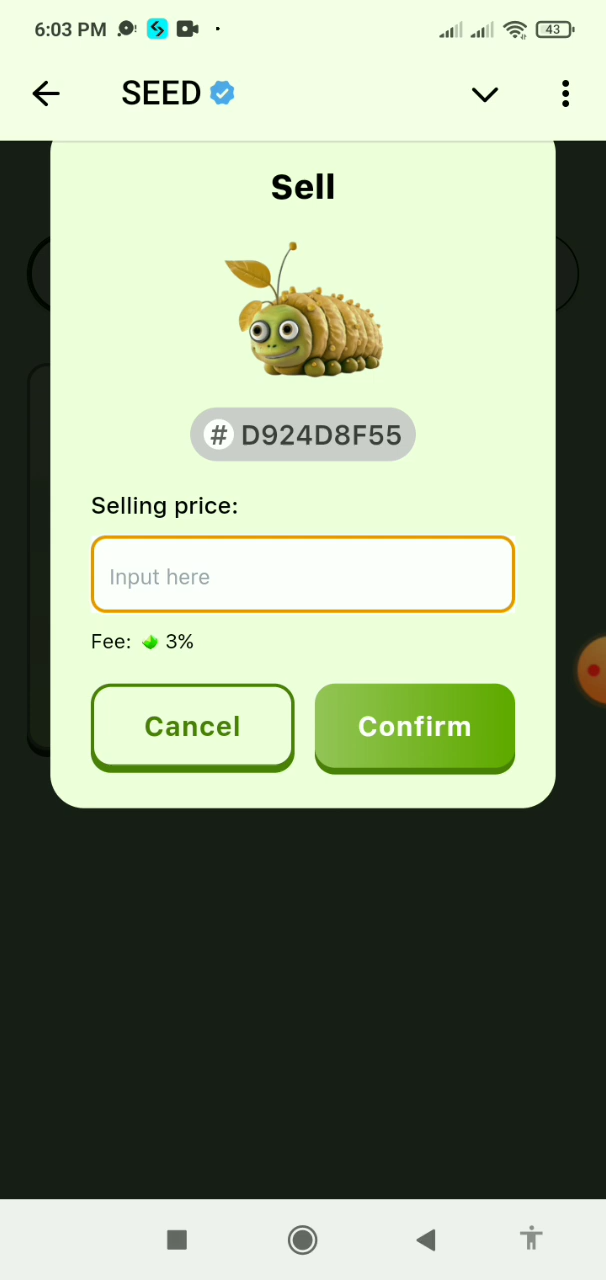 6:03 PM 43
SEED
Sell
# D924D8F55
Selling price:
Input here
Fee: 3%
Cancel Confirm